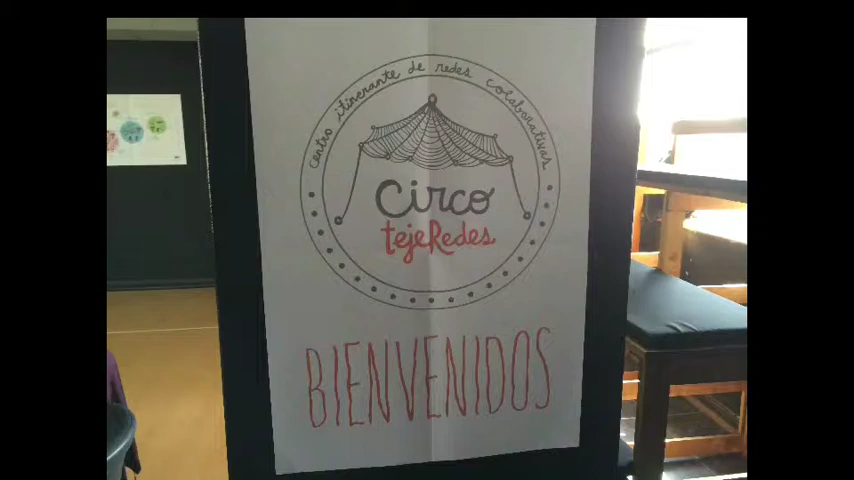 centro itinerante de redes colaborativas
Circo
tejeRedes
BIENVENIDOS